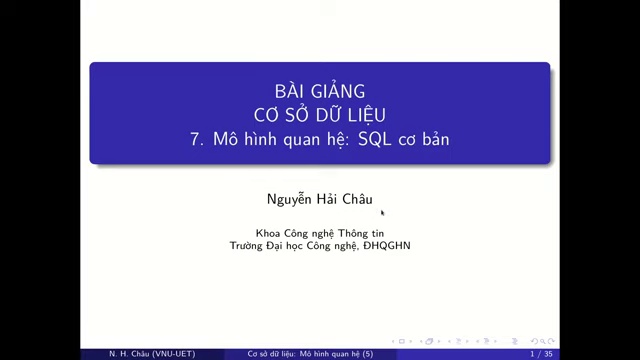 BÀI GIẢNG
CƠ SỞ DỮ LIỆU
7. Mô hình quan hệ: SQL cơ bản
Nguyễn Hải Châu
Khoa Công nghệ Thông tin
Trường Đại học Công nghệ, ĐHQGHN
N. H. Châu (VNU-UET) Cơ sở dữ liệu: Mô hình quan hệ (5) 1 / 35